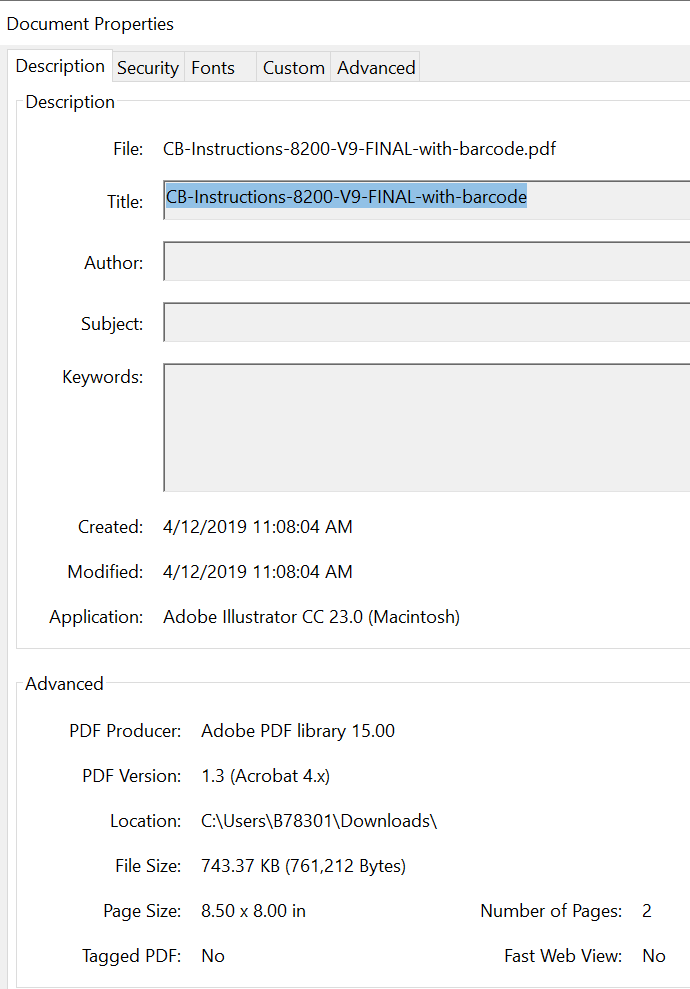 Document Properties
Description Security Fonts Custom Advanced
Description
File: CB-Instructions-8200-V9-FINAL-with-barcode.pdf
Title: CB-Instructions-8200-V9-FINAL-with-barcode
Author:
Subject:
Keywords:
Created: 4/12/2019 11:08:04 AM
Modified: 4/12/2019 11:08:04 AM
Application: Adobe Illustrator CC 23.0 (Macintosh)
Advanced
PDF Producer: Adobe PDF library 15.00
PDF Version: 1.3 (Acrobat 4.x)
Location: C:\Users\B78301\Downloads\
File Size: 743.37 KB (761,212 Bytes)
Page Size: 8.50 x 8.00 in Number of Pages: 2
Tagged PDF: No Fast Web View: No